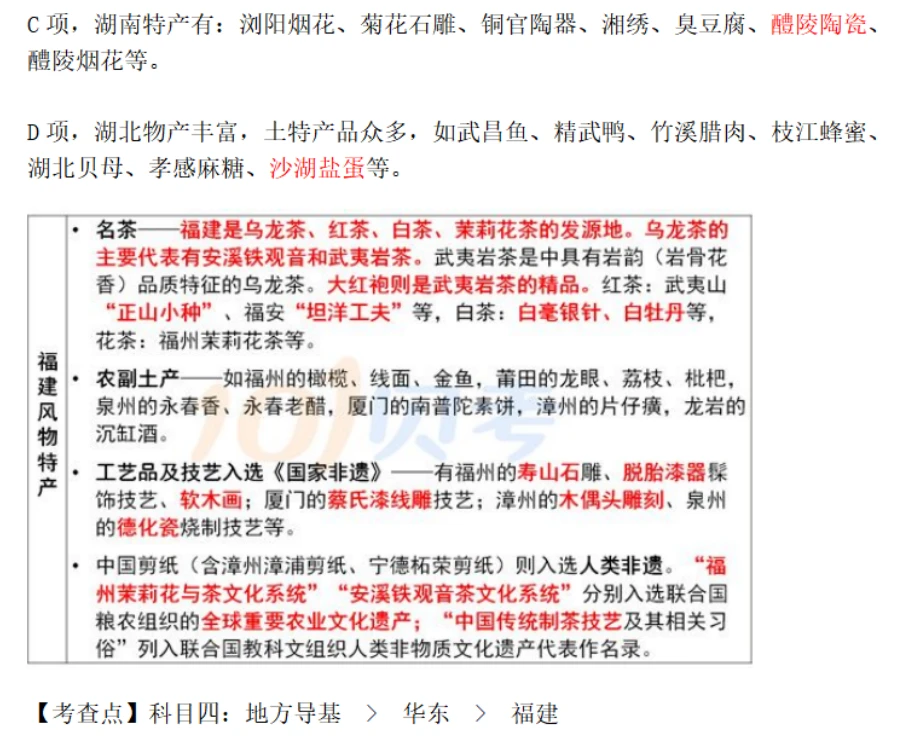 C 项，湖南特产有：浏阳烟花、菊花石雕、铜官陶器、湘绣、臭豆腐、醴陵陶瓷、
醴陵烟花等。
D 项，湖北物产丰富，土特产品众多，如武昌鱼、精武鸭、竹溪腊肉、枝江蜂蜜、
湖北贝母、孝感麻糖、沙湖盐蛋等。
福建风物特产
• 名茶——福建是乌龙茶、红茶、白茶、茉莉花茶的发源地。乌龙茶的
主要代表有安溪铁观音和武夷岩茶。武夷岩茶是中具有岩韵（岩骨花
香）品质特征的乌龙茶。大红袍则是武夷岩茶的精品。红茶：武夷山
“正山小种”、福安“坦洋工夫”等，白茶：白毫银针、白牡丹等，
花茶：福州茉莉花茶等。
• 农副土产——如福州的橄榄、线面、金鱼，莆田的龙眼、荔枝、枇杷，
泉州的永春香、永春老醋，厦门的南普陀素饼，漳州的片仔癀，龙岩的
沉缸酒。
• 工艺品及技艺入选《国家非遗》——有福州的寿山石雕、脱胎漆器髹
饰技艺、软木画；厦门的蔡氏漆线雕技艺；漳州的木偶头雕刻、泉州
的德化瓷烧制技艺等。
• 中国剪纸（含漳州漳浦剪纸、宁德柘荣剪纸）则入选人类非遗。“福
州茉莉花与茶文化系统”“安溪铁观音茶文化系统”分别入选联合国
粮农组织的全球重要农业文化遗产；“中国传统制茶技艺及其相关习
俗”列入联合国教科文组织人类非物质文化遗产代表作名录。
101贝考
【考查点】科目四：地方导基 > 华东 > 福建